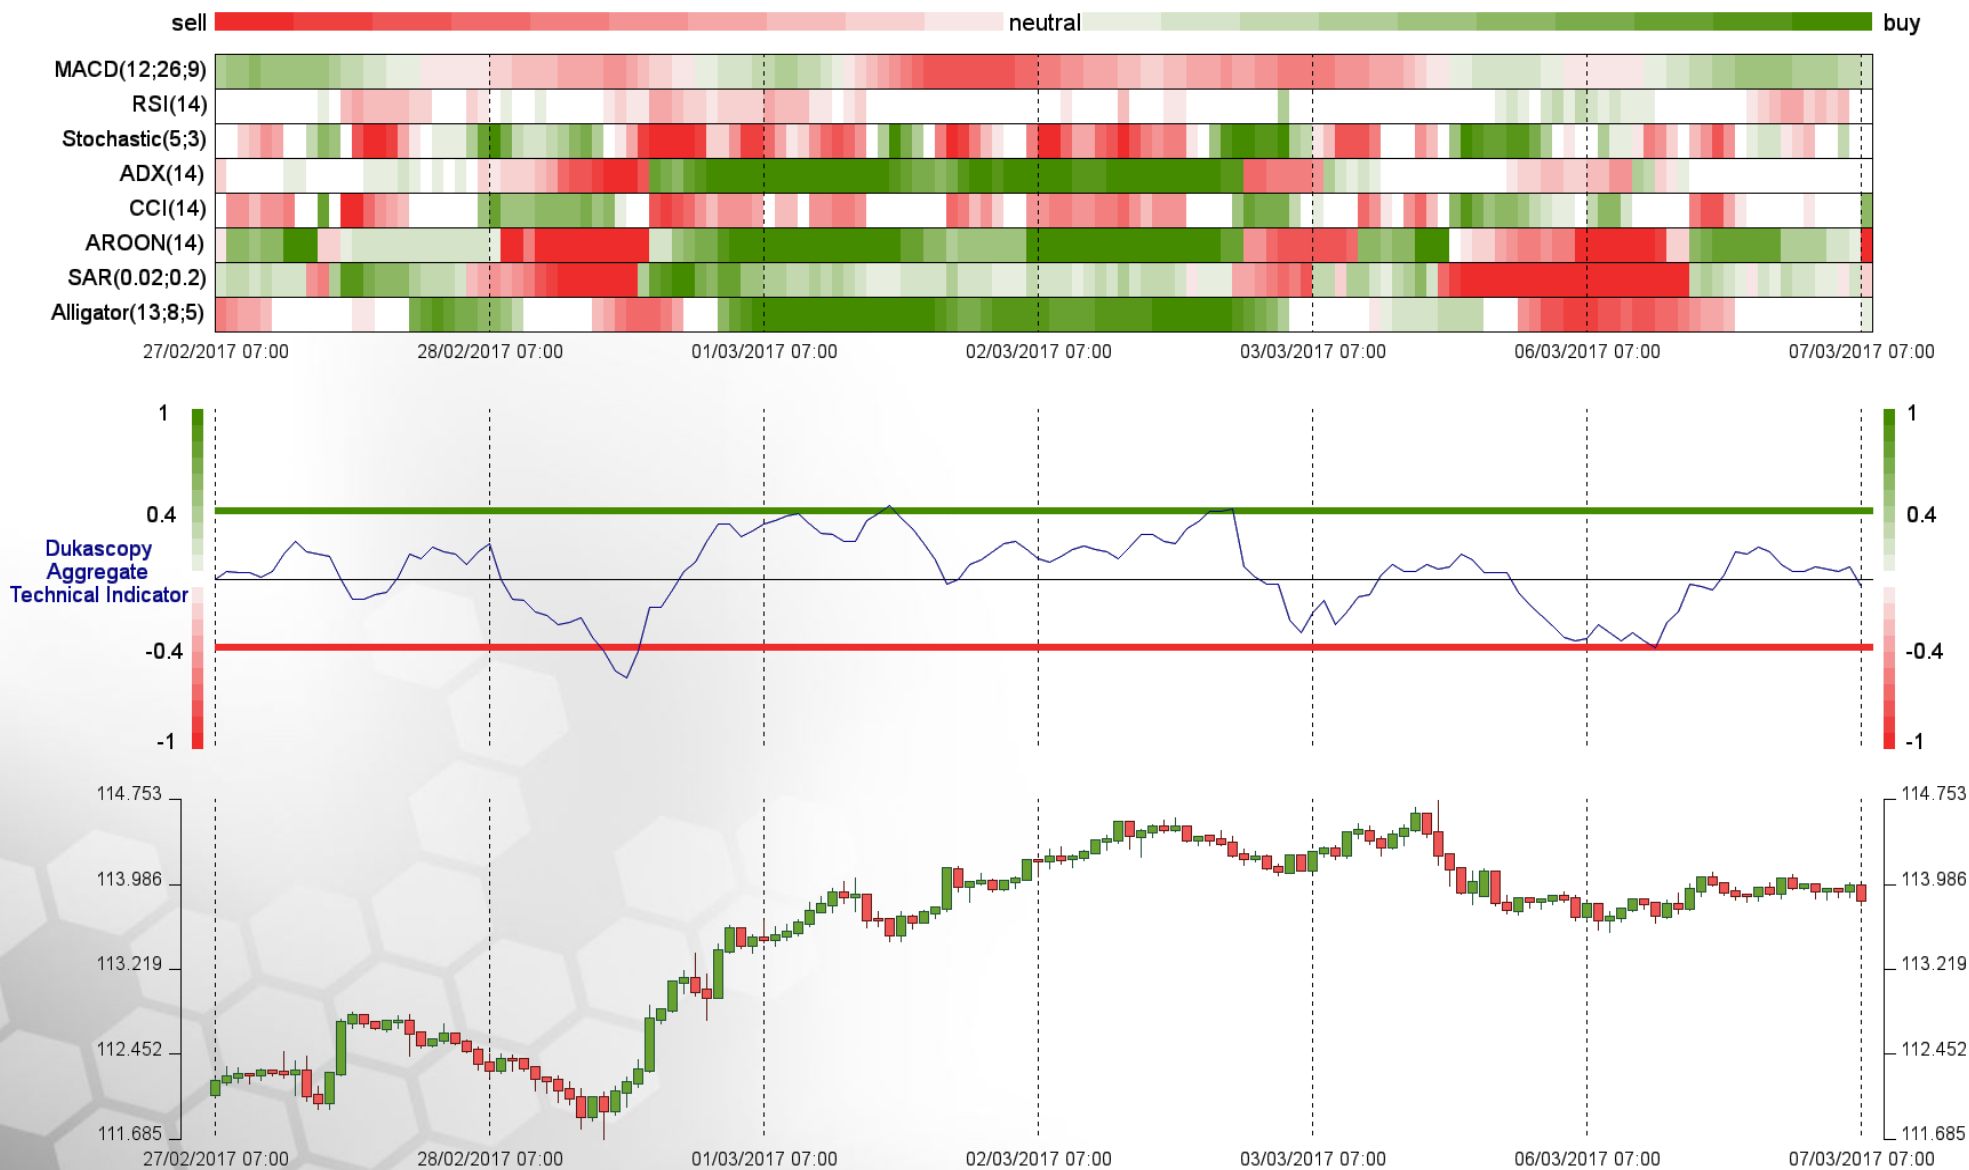 sell neutral buy
MACD(12;26;9)
RSI(14)
Stochastic(5;3)
ADX(14)
CCI(14)
AROON(14)
SAR(0.02;0.2)
Alligator(13;8;5)
27/02/2017 07:00 28/02/2017 07:00 01/03/2017 07:00 02/03/2017 07:00 03/03/2017 07:00 06/03/2017 07:00 07/03/2017 07:00
1 1
0.4 0.4
Dukascopy
Aggregate
Technical Indicator
-0.4 -0.4
-1 -1
114.753 114.753
113.986 113.986
113.219 113.219
112.452 112.452
111.685 111.685
27/02/2017 07:00 28/02/2017 07:00 01/03/2017 07:00 02/03/2017 07:00 03/03/2017 07:00 06/03/2017 07:00 07/03/2017 07:00